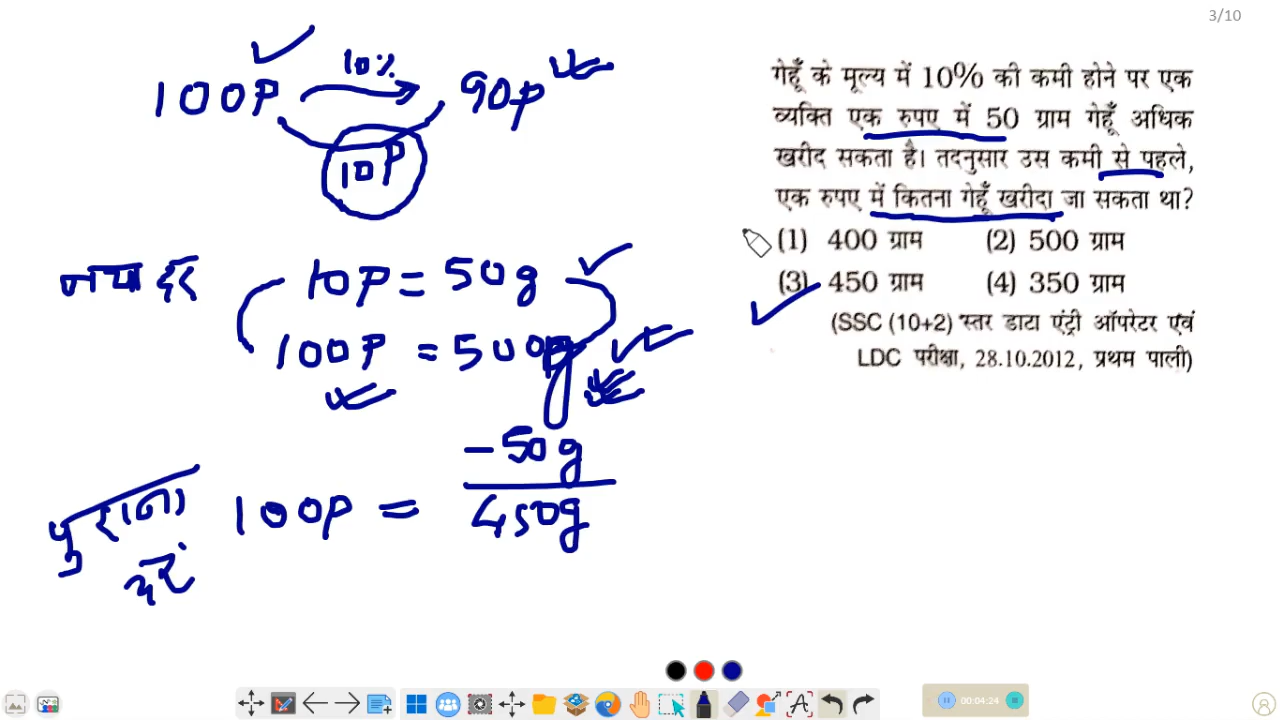 3/10
100P 10% 90P
10P
नया दर 10P = 50g
100P = 500g
-50g
पुराना दर 100P = 450g
गेहूँ के मूल्य में 10% की कमी होने पर एक
व्यक्ति एक रुपए में 50 ग्राम गेहूँ अधिक
खरीद सकता है। तदनुसार उस कमी से पहले,
एक रुपए में कितना गेहूँ खरीदा जा सकता था?
(1) 400 ग्राम (2) 500 ग्राम
(3) 450 ग्राम (4) 350 ग्राम
(SSC (10+2) स्तर डाटा एंट्री ऑपरेटर एवं
LDC परीक्षा, 28.10.2012, प्रथम पाली)
00:04:24